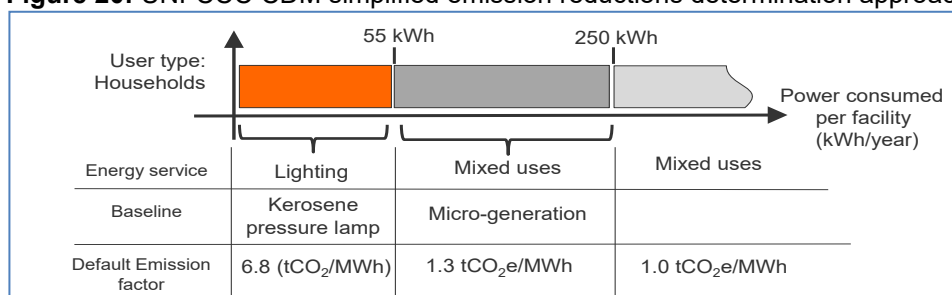 Figure 20: UNFCCC CDM simplified emission reductions determination approac
55 kWh
250 kWh
User type:
Households
Power consumed
per facility
(kWh/year)
Energy service
Lighting
Mixed uses
Mixed uses
Baseline
Kerosene
pressure lamp
Micro-generation
Default Emission
factor
6.8 (tCO₂/MWh)
1.3 tCO₂e/MWh
1.0 tCO₂e/MWh